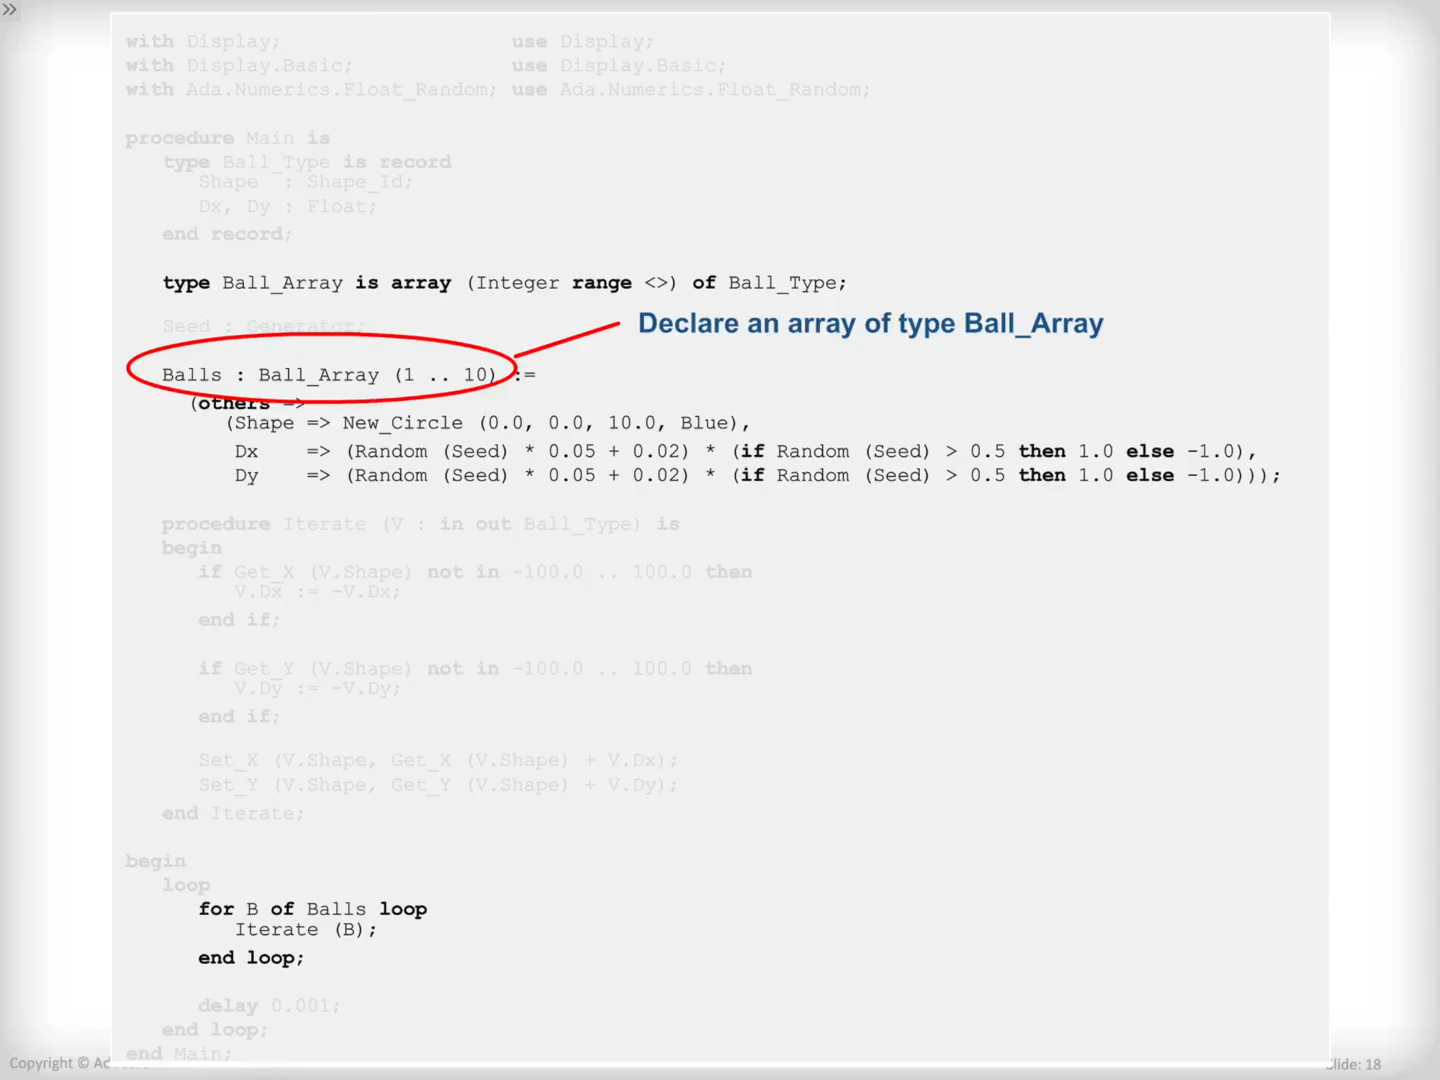 »
with Display;                   use Display;
with Display.Basic;             use Display.Basic;
with Ada.Numerics.Float_Random; use Ada.Numerics.Float_Random;
procedure Main is
   type Ball_Type is record
      Shape  : Shape_Id;
      Dx, Dy : Float;
   end record;
   type Ball_Array is array (Integer range <>) of Ball_Type;
   Seed : Generator;
Declare an array of type Ball_Array
   Balls : Ball_Array (1 .. 10) :=
     (others =>
        (Shape => New_Circle (0.0, 0.0, 10.0, Blue),
         Dx    => (Random (Seed) * 0.05 + 0.02) * (if Random (Seed) > 0.5 then 1.0 else -1.0),
         Dy    => (Random (Seed) * 0.05 + 0.02) * (if Random (Seed) > 0.5 then 1.0 else -1.0)));
   procedure Iterate (V : in out Ball_Type) is
   begin
      if Get_X (V.Shape) not in -100.0 .. 100.0 then
         V.Dx := -V.Dx;
      end if;
      if Get_Y (V.Shape) not in -100.0 .. 100.0 then
         V.Dy := -V.Dy;
      end if;
      Set_X (V.Shape, Get_X (V.Shape) + V.Dx);
      Set_Y (V.Shape, Get_Y (V.Shape) + V.Dy);
   end Iterate;
begin
   loop
      for B of Balls loop
         Iterate (B);
      end loop;
      delay 0.001;
   end loop;
end Main;
Copyright ©
Slide: 18